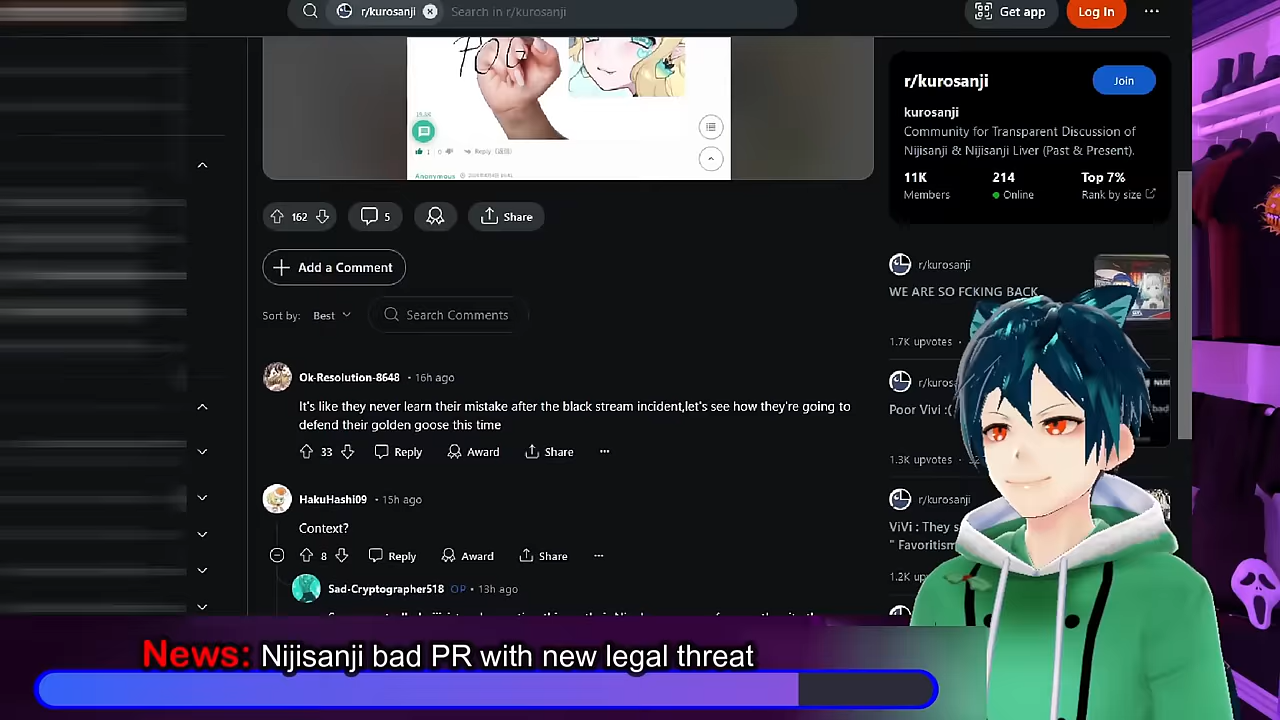 r/kurosanji
Search in r/kurosanji
Get app
Log In
POG
Reply
Anonymous
162
5
Share
Add a Comment
Sort by: Best
Search Comments
Ok-Resolution-8648 • 16h ago
It's like they never learn their mistake after the black stream incident,let's see how they're going to
defend their golden goose this time
33
Reply
Award
Share
HakuHashi09 • 15h ago
Context?
8
Reply
Award
Share
Sad-Cryptographer518 OP • 13h ago
r/kurosanji
Join
kurosanji
Community for Transparent Discussion of
Nijisanji & Nijisanji Liver (Past & Present).
11K 214 Top 7%
Members Online Rank by size
r/kurosanji
WE ARE SO FCKING BACK
1.7K upvotes
Poor Vivi :(
1.3K upvotes
r/kurosanji
ViVi : They s
" Favoritism
News: Nijisanji bad PR with new legal threat